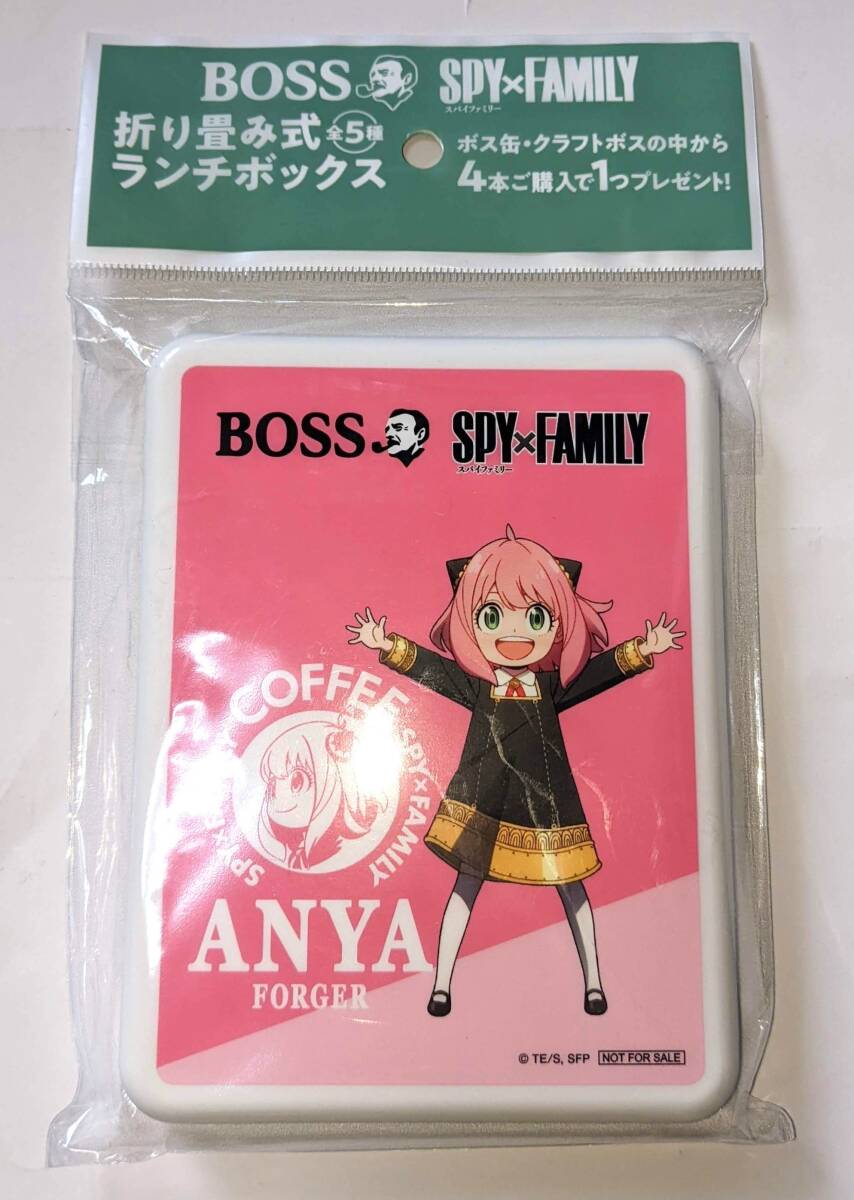 BOSS SPY×FAMILY
スパイファミリー
折り畳み式 全5種
ランチボックス
ボス缶・クラフトボスの中から
4本ご購入で1つプレゼント!
BOSS SPY×FAMILY
スパイファミリー
COFFEE
SPY×FAMILY
ANYA
FORGER
© TE/S, SFP NOT FOR SALE